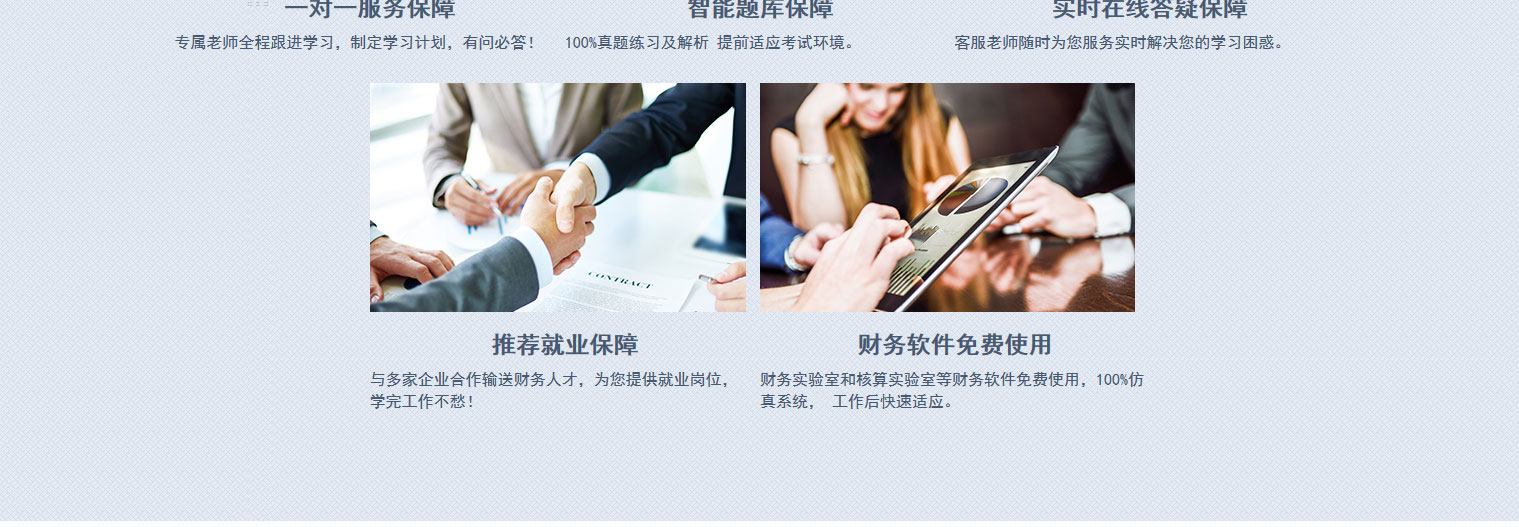 一对一服务保障
智能题库保障
实时在线答疑保障
专属老师全程跟进学习，制定学习计划，有问必答！
100%真题练习及解析 提前适应考试环境。
客服老师随时为您服务实时解决您的学习困惑。
CONTRACT
推荐就业保障
财务软件免费使用
与多家企业合作输送财务人才，为您提供就业岗位，
学完工作不愁！
财务实验室和核算实验室等财务软件免费使用，100%仿
真系统， 工作后快速适应。